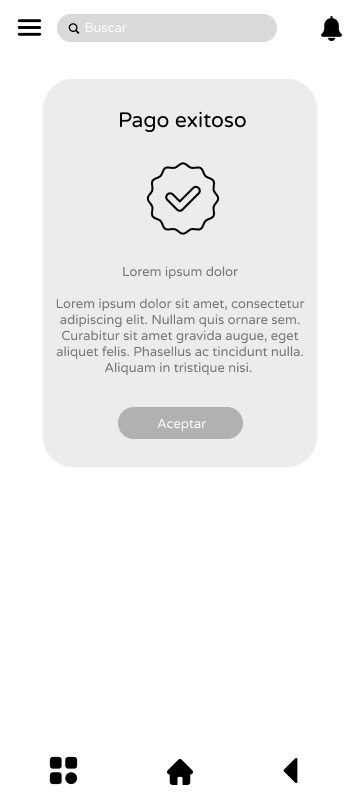 Buscar
Pago exitoso
Lorem ipsum dolor
Lorem ipsum dolor sit amet, consectetur
adipiscing elit. Nullam quis ornare sem.
Curabitur sit amet gravida augue, eget
aliquet felis. Phasellus ac tincidunt nulla.
Aliquam in tristique nisi.
Aceptar